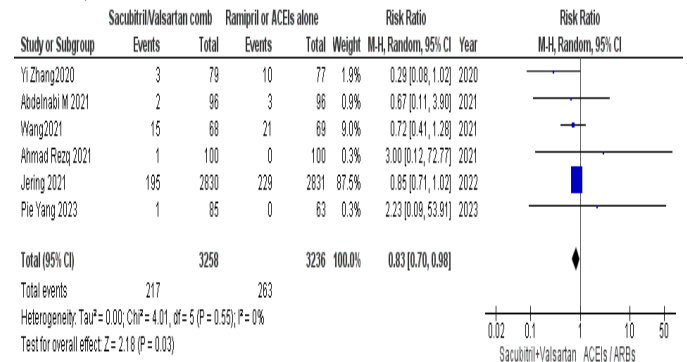 Sacubitril/Valsartan comb Ramipril or ACEIs alone Risk Ratio Risk Ratio
Study or Subgroup Events Total Events Total Weight M-H, Random, 95% CI Year M-H, Random, 95% CI
Yi Zhang2020 3 79 10 77 1.9% 0.29 [0.08, 1.02] 2020
Abdelnabi M 2021 2 96 3 96 0.9% 0.67 [0.11, 3.90] 2021
Wang2021 15 68 21 69 9.0% 0.72 [0.41, 1.28] 2021
Ahmad Rezq 2021 1 100 0 100 0.3% 3.00 [0.12, 72.77] 2021
Jering 2021 195 2830 229 2831 87.5% 0.85 [0.71, 1.02] 2022
Pie Yang 2023 1 85 0 63 0.3% 2.23 [0.09, 53.91] 2023
Total (95% CI) 3258 3236 100.0% 0.83 [0.70, 0.98]
Total events 217 263
Heterogeneity: Tau² = 0.00; Chi² = 4.01, df = 5 (P = 0.55); I² = 0%
Test for overall effect: Z = 2.18 (P = 0.03)
0.02 0.1 1 10 50
Sacubitril+Valsartan ACEIs / ARBs